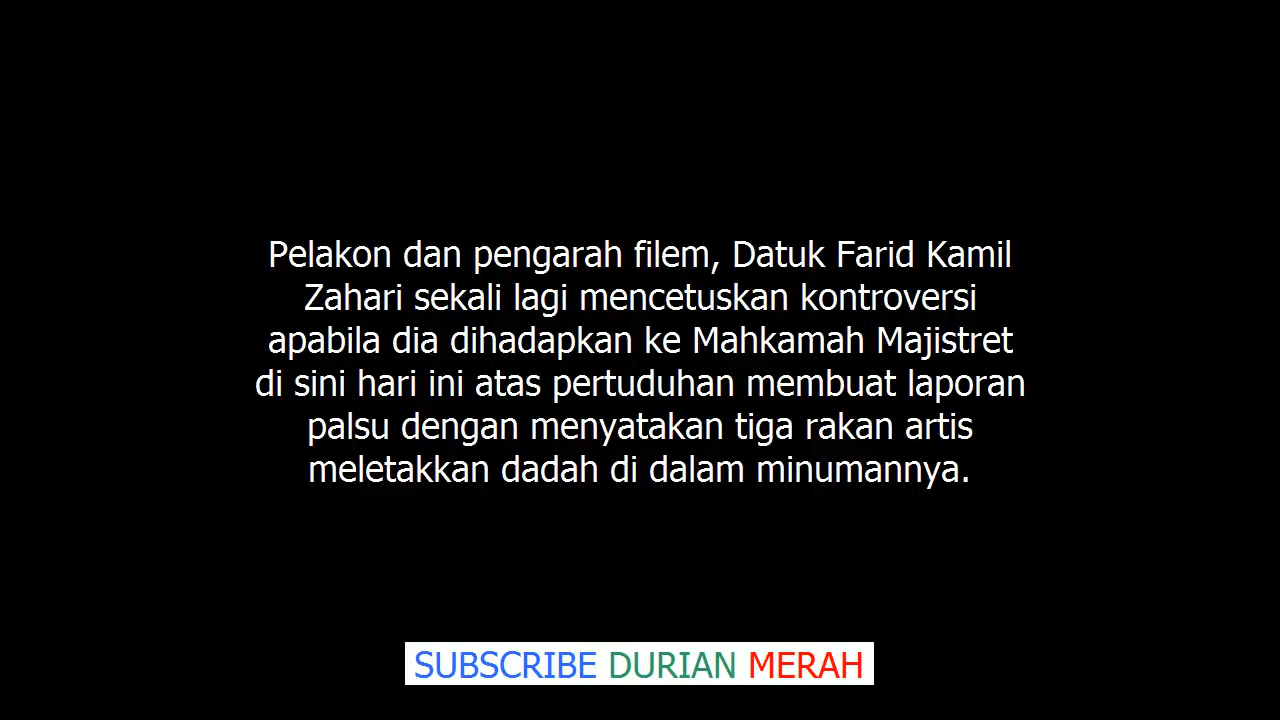 Pelakon dan pengarah filem, Datuk Farid Kamil
Zahari sekali lagi mencetuskan kontroversi
apabila dia dihadapkan ke Mahkamah Majistret
di sini hari ini atas pertuduhan membuat laporan
palsu dengan menyatakan tiga rakan artis
meletakkan dadah di dalam minumannya.
SUBSCRIBE DURIAN MERAH